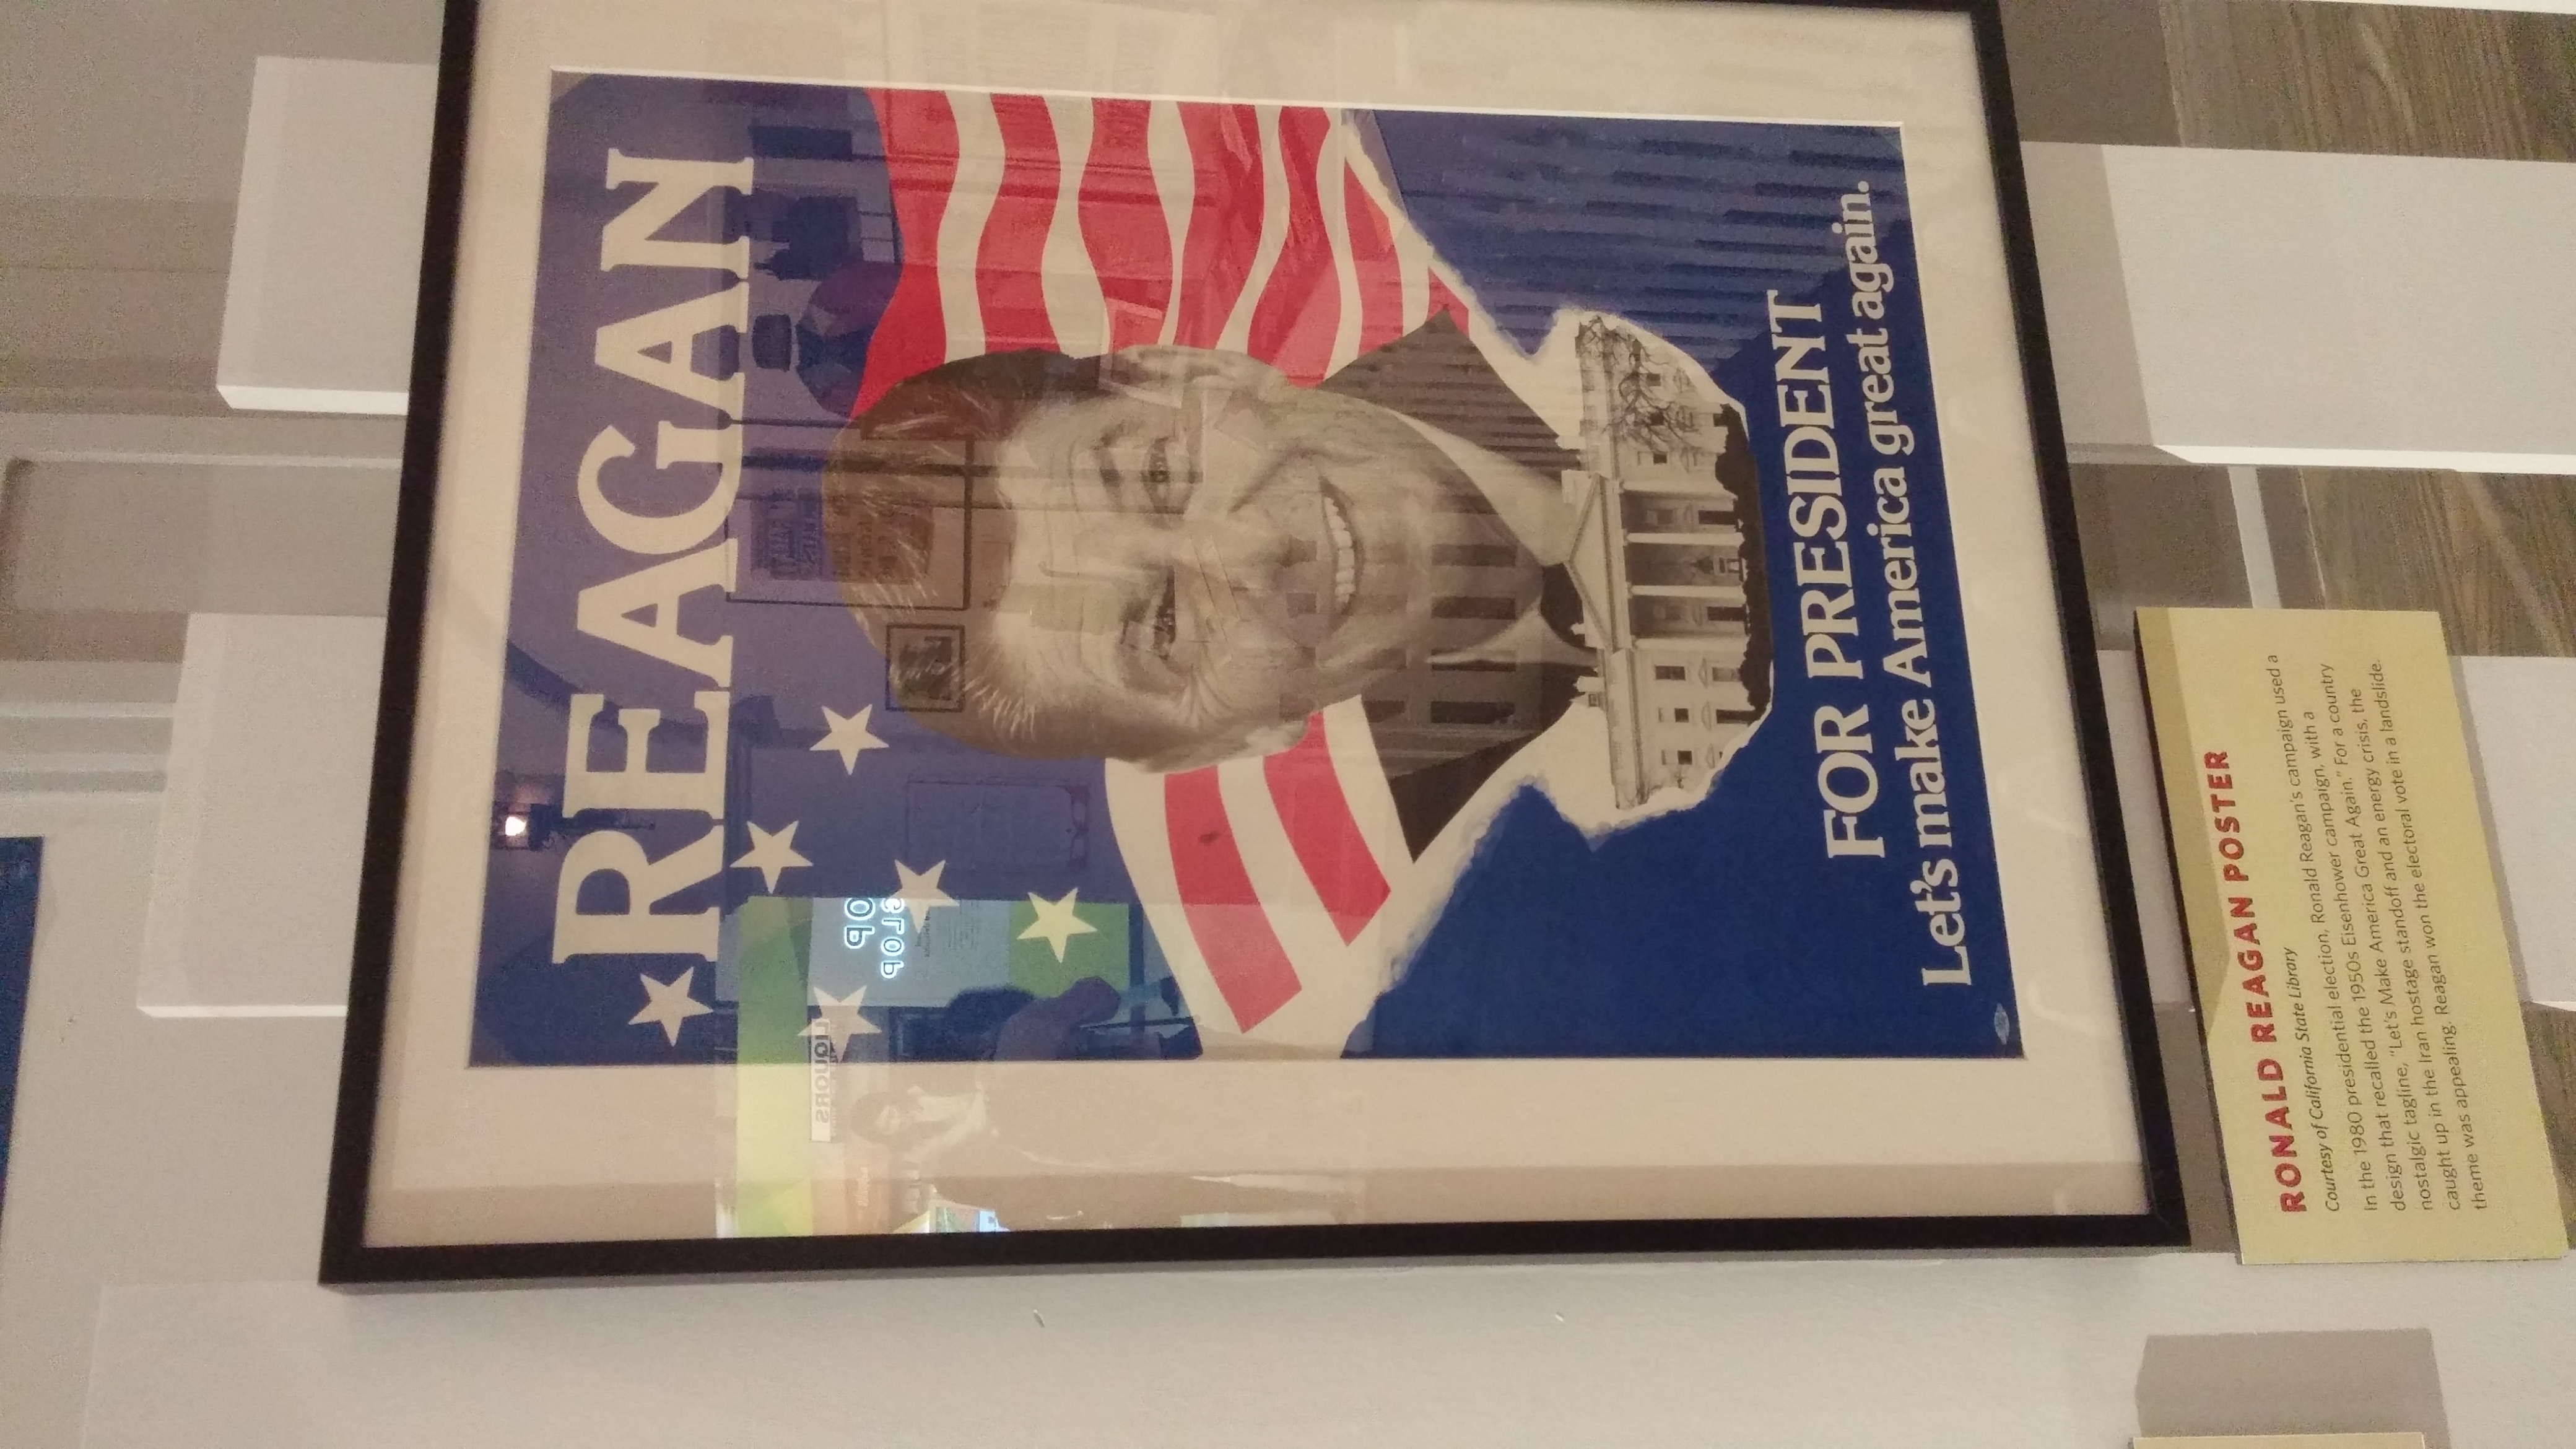 REAGAN
FOR PRESIDENT
Let's make America great again.
RONALD REAGAN POSTER
Courtesy of California State Library
In the 1980 presidential election, Ronald Reagan's campaign used a
design that recalled the 1950s Eisenhower campaign, with a
nostalgic tagline, "Let's Make America Great Again." For a country
caught up in the Iran hostage standoff and an energy crisis, the
theme was appealing. Reagan won the electoral vote in a landslide.
LIQUORS